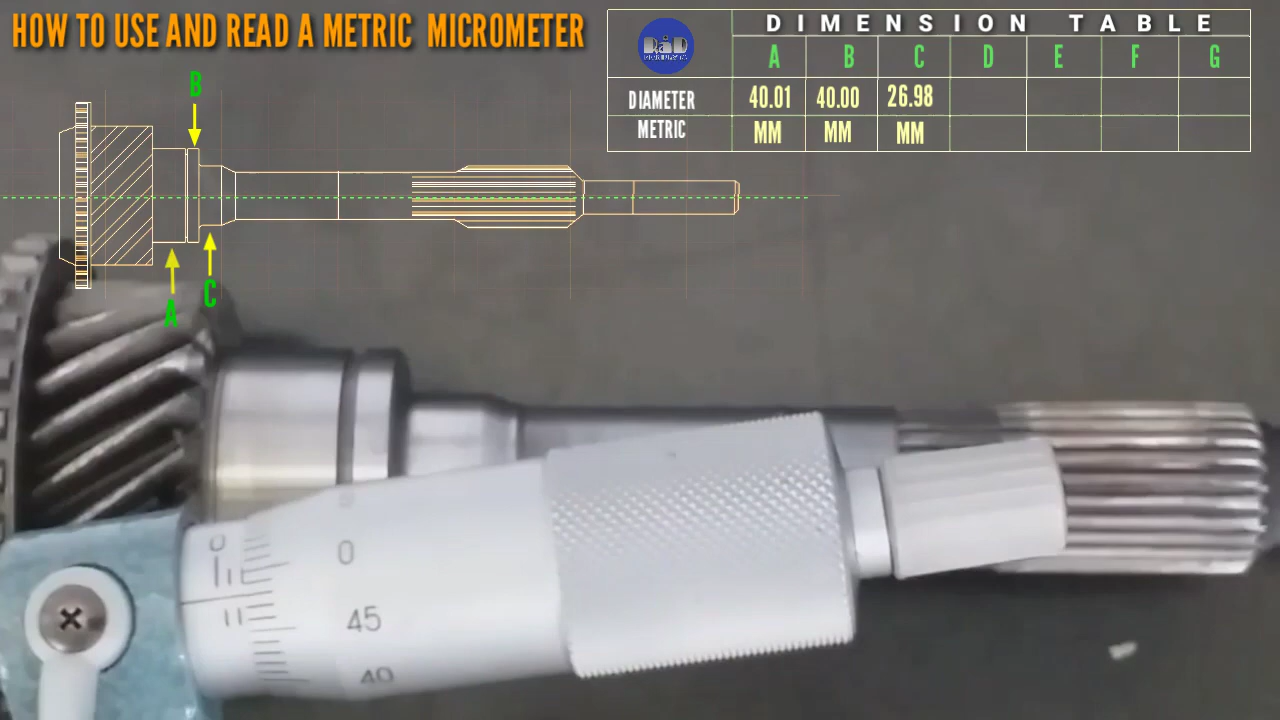 HOW TO USE AND READ A METRIC MICROMETER
DIMENSION TABLE
A B C D E F G
DIAMETER 40.01 40.00 26.98
METRIC MM MM MM
B
A
C
0
0
45
40